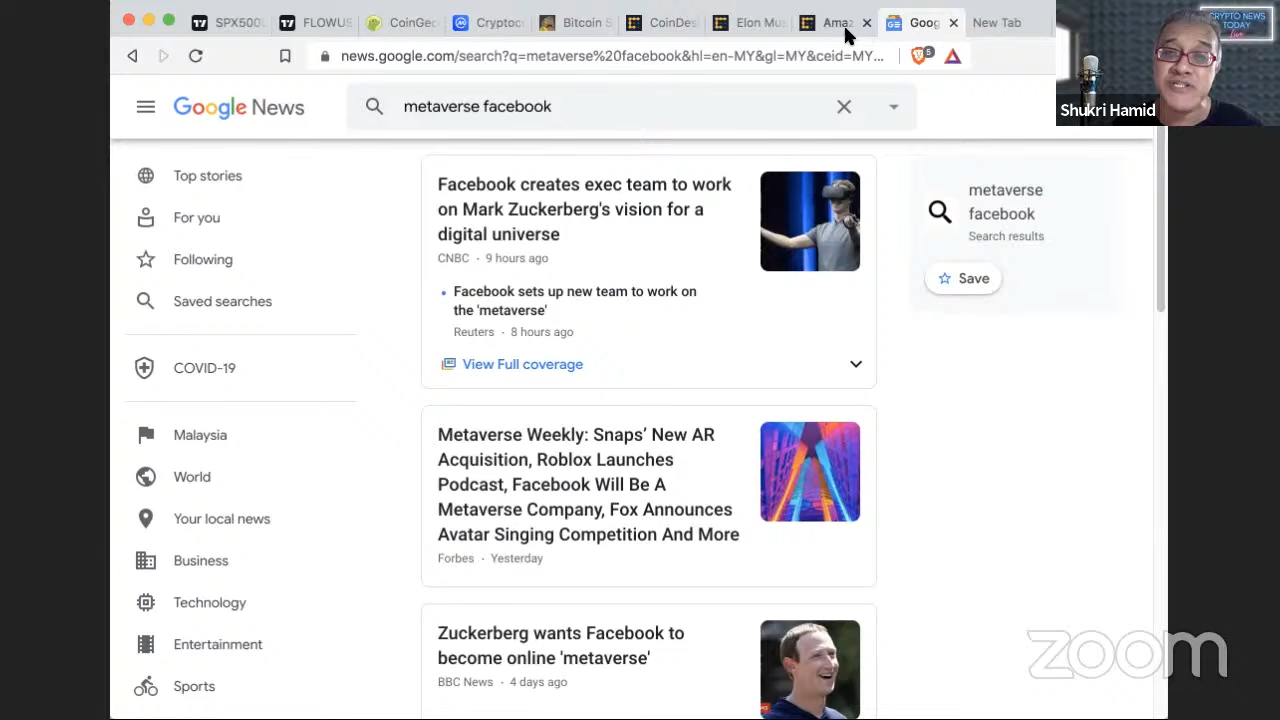 SPX500U
FLOWUS
CoinGec
Cryptocu
Bitcoin S
CoinDes
Elon Mus
Amaz
Goog
New Tab
news.google.com/search?q=metaverse%20facebook&hl=en-MY&gl=MY&ceid=MY...
5
CRYPTO NEWS
TODAY
Live
Shukri Hamid
Google News
metaverse facebook
Top stories
For you
Following
Saved searches
COVID-19
Malaysia
World
Your local news
Business
Technology
Entertainment
Sports
Facebook creates exec team to work
on Mark Zuckerberg's vision for a
digital universe
CNBC · 9 hours ago
Facebook sets up new team to work on
the 'metaverse'
Reuters · 8 hours ago
View Full coverage
Metaverse Weekly: Snaps’ New AR
Acquisition, Roblox Launches
Podcast, Facebook Will Be A
Metaverse Company, Fox Announces
Avatar Singing Competition And More
Forbes · Yesterday
Zuckerberg wants Facebook to
become online 'metaverse'
BBC News · 4 days ago
metaverse
facebook
Search results
Save
zoom